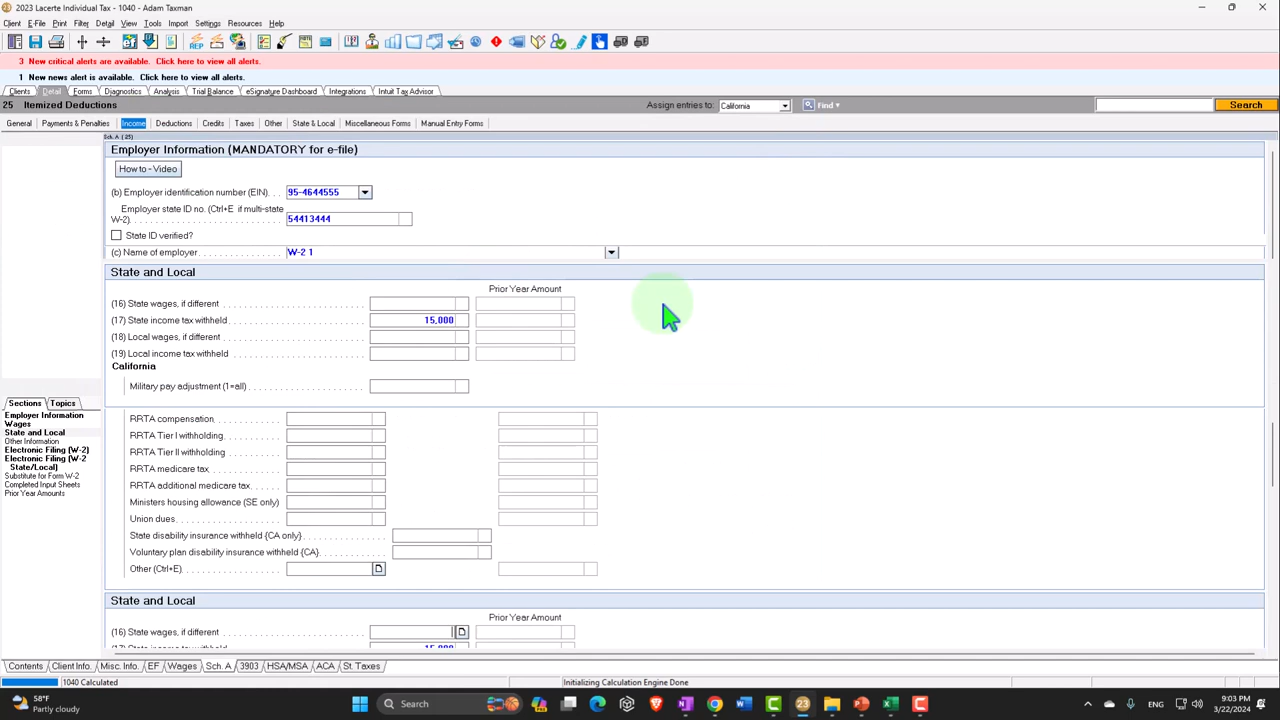 2023 Lacerte Individual Tax - 1040 - Adam Taxman
Client E-File Print Filter Detail View Tools Income Settings Resources Help
3 New critical alerts are available. Click here to view all alerts.
1 New news alert is available. Click here to view all alerts.
Clients Detail Forms Diagnostics Analysis Trial Balance eSignature Dashboard Integrations Intuit Tax Advisor
25 Itemized Deductions Assign entries to: California Find Search
General Payments & Penalties Income Deductions Credits Taxes Other State & Local Miscellaneous Forms Manual Entry Forms
Sch. A (25)
Employer Information (MANDATORY for e-file)
How to - Video
(b) Employer identification number (EIN). . . 95-4644555
Employer state ID no. (Ctrl+E if multi-state
W-2) 54413444
State ID verified?
(c) Name of employer W-2 1
State and Local
Prior Year Amount
(16) State wages, if different
(17) State income tax withheld 15,000
(18) Local wages, if different
(19) Local income tax withheld
California
Military pay adjustment (1=all)
RRTA compensation
RRTA Tier I withholding
RRTA Tier II withholding
RRTA medicare tax
RRTA additional medicare tax
Ministers housing allowance (SE only)
Union dues
State disability insurance withheld {CA only}
Voluntary plan disability insurance withheld {CA}
Other (Ctrl+E)
State and Local
Prior Year Amount
(16) State wages, if different
15,000
Sections Topics
Employer Information
Wages
State and Local
Other Information
Electronic Filing (W-2)
Electronic Filing (W-2
State/Local)
Substitute for Form W-2
Completed Input Sheets
Prior Year Amounts
Contents Client Info. Misc. Info. EF Wages Sch. A 3903 HSA/MSA ACA St. Taxes
1040 Calculated Initializing Calculation Engine Done
58°F
Partly cloudy
Search
ENG
9:03 PM
3/22/2024